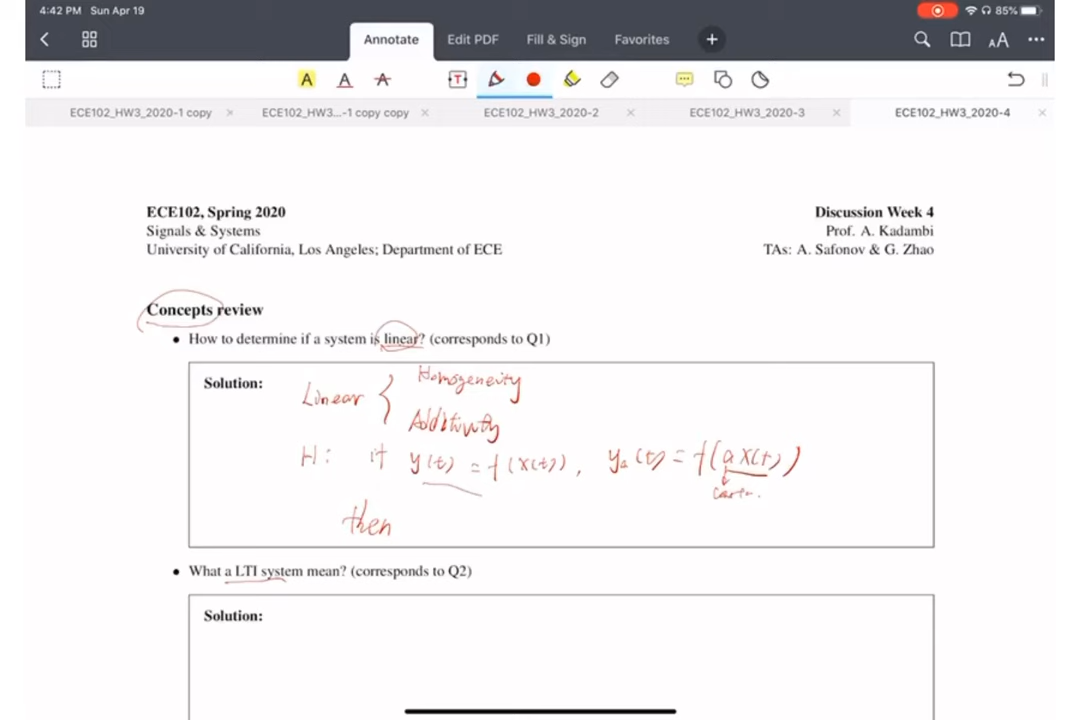 4:42 PM Sun Apr 19
85%
Annotate Edit PDF Fill & Sign Favorites
A A A T AA
ECE102_HW3_2020-1 copy ECE102_HW3...-1 copy copy ECE102_HW3_2020-2 ECE102_HW3_2020-3 ECE102_HW3_2020-4
ECE102, Spring 2020 Discussion Week 4
Signals & Systems Prof. A. Kadambi
University of California, Los Angeles; Department of ECE TAs: A. Safonov & G. Zhao
Concepts review
• How to determine if a system is linear? (corresponds to Q1)
Solution:
Linear { Homogeneity
Additivity
H: if y(t) = f(x(t)), yₐ(t) = f(a x(t))
then
• What a LTI system mean? (corresponds to Q2)
Solution: